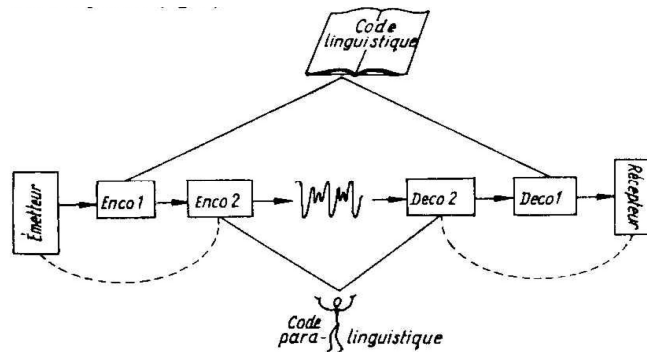 Code
linguistique
Émetteur
Enco 1
Enco 2
Deco 2
Deco 1
Récepteur
Code
para- linguistique